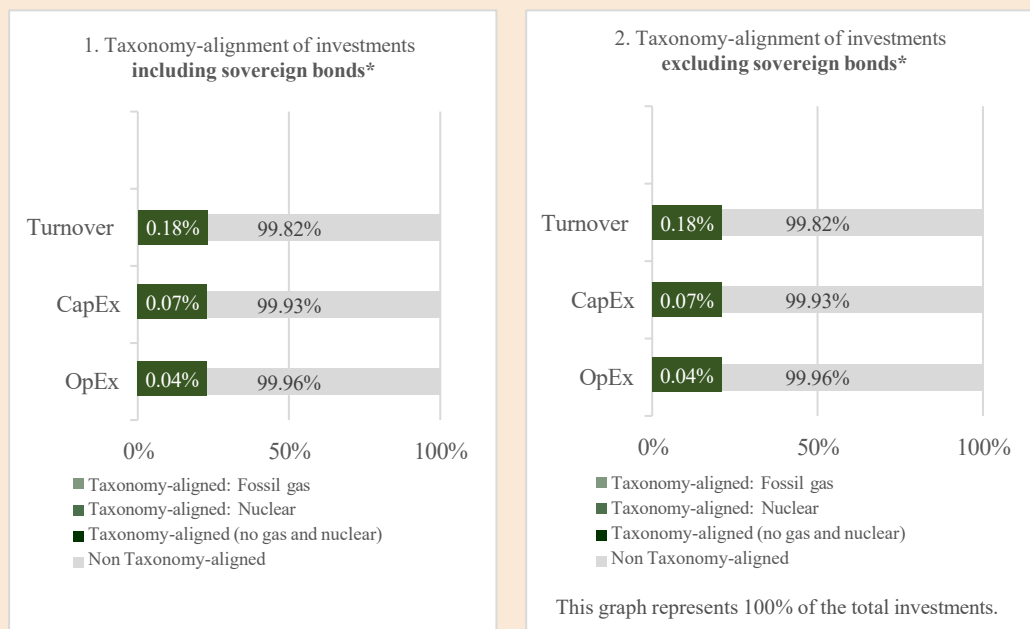 1. Taxonomy-alignment of investments
including sovereign bonds*
Turnover
0.18%
99.82%
CapEx
0.07%
99.93%
OpEx
0.04%
99.96%
0%
50%
100%
Taxonomy-aligned: Fossil gas
Taxonomy-aligned: Nuclear
Taxonomy-aligned (no gas and nuclear)
Non Taxonomy-aligned
2. Taxonomy-alignment of investments
excluding sovereign bonds*
Turnover
0.18%
99.82%
CapEx
0.07%
99.93%
OpEx
0.04%
99.96%
0%
50%
100%
Taxonomy-aligned: Fossil gas
Taxonomy-aligned: Nuclear
Taxonomy-aligned (no gas and nuclear)
Non Taxonomy-aligned
This graph represents 100% of the total investments.